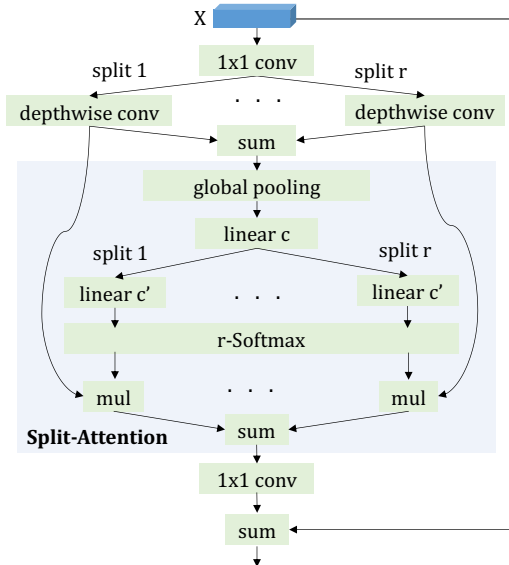 X
1x1 conv
split 1
split r
depthwise conv
. . .
depthwise conv
sum
global pooling
linear c
split 1
split r
linear c'
. . .
linear c'
r-Softmax
mul
. . .
mul
sum
Split-Attention
1x1 conv
sum